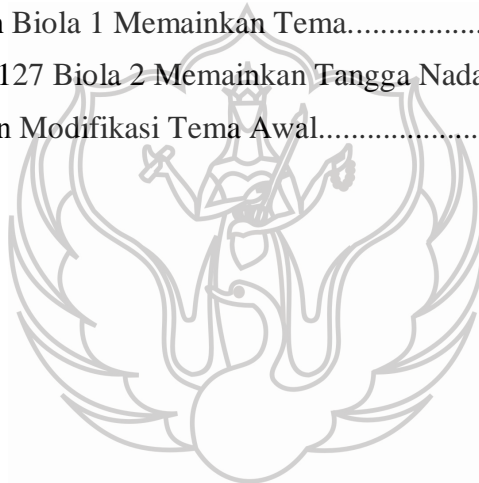 n Biola 1 Memainkan Tema...................
127 Biola 2 Memainkan Tangga Nada
n Modifikasi Tema Awal.......................